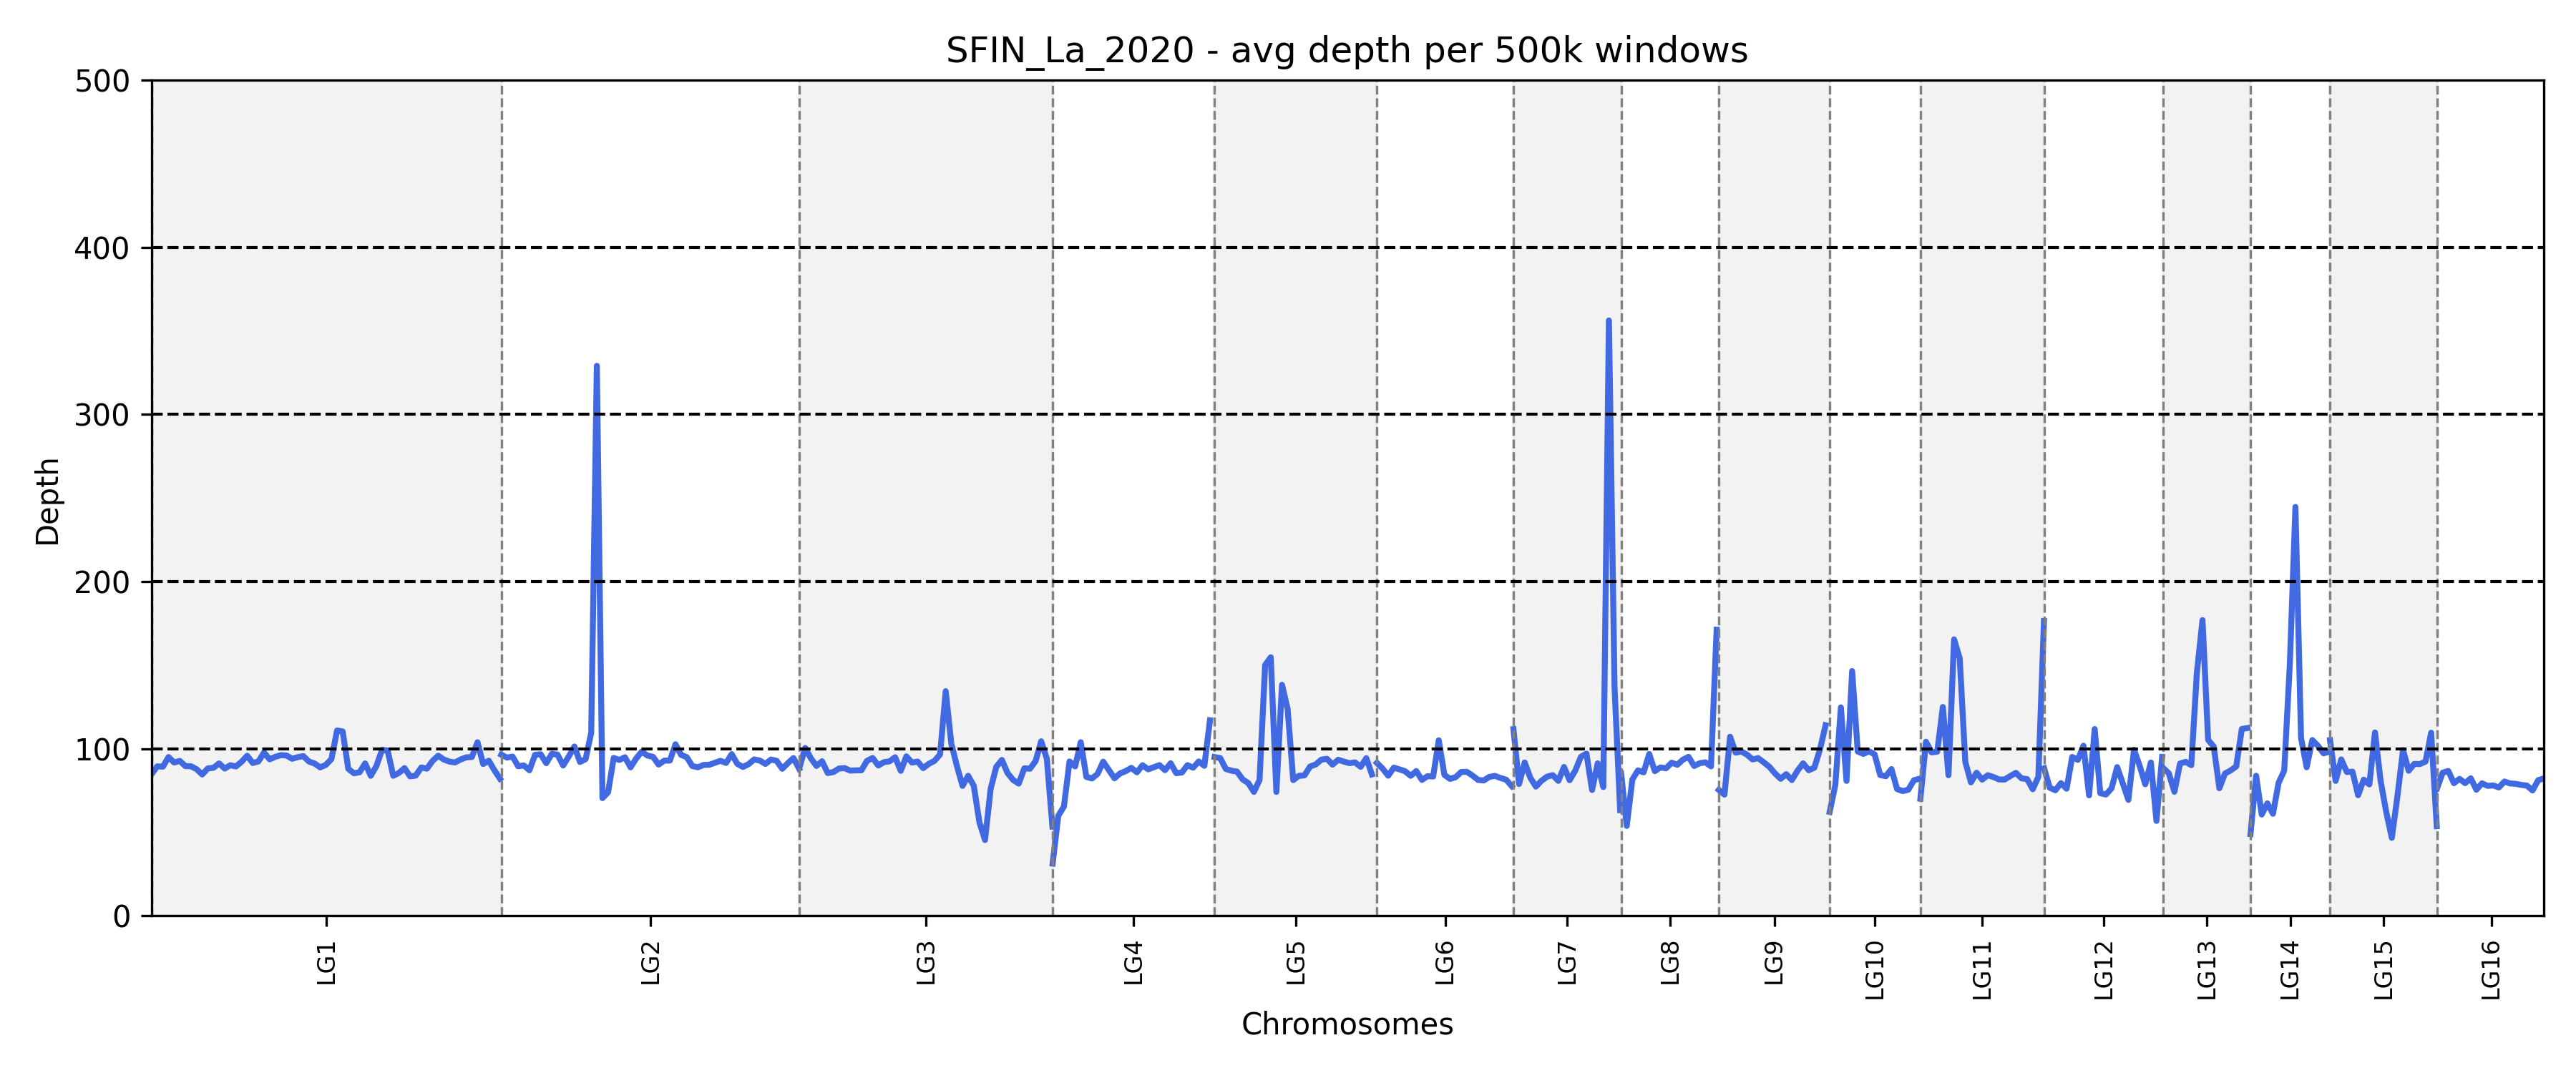 SFIN_La_2020 - avg depth per 500k windows
500
400
300
200
100
0
Depth
LG1
LG2
LG3
LG4
LG5
LG6
LG7
LG8
LG9
LG10
LG11
LG12
LG13
LG14
LG15
LG16
Chromosomes